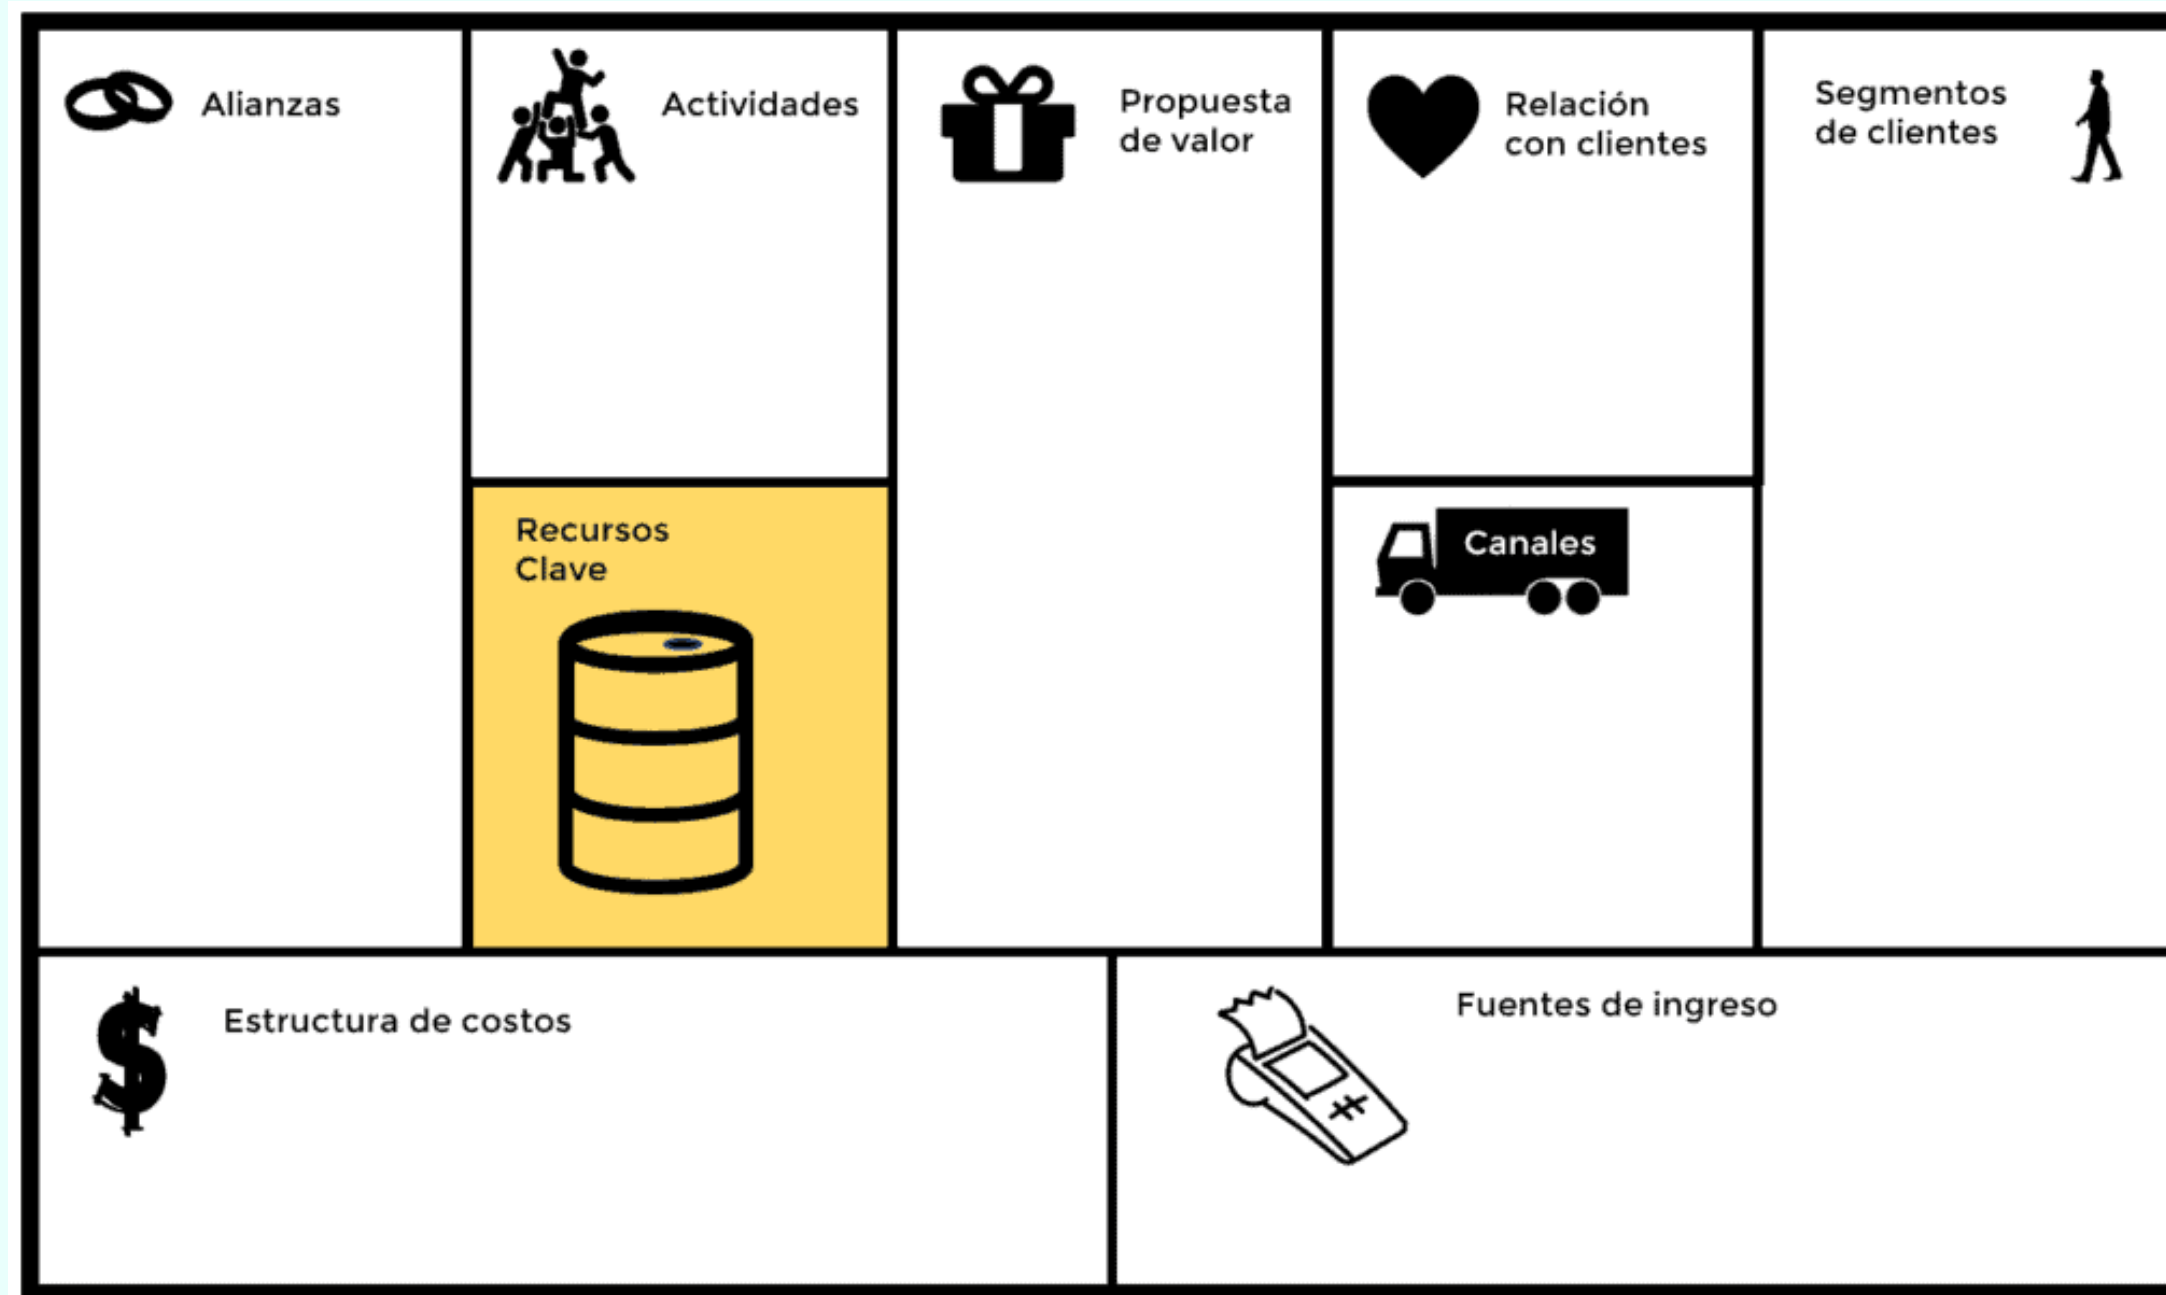 Alianzas
Actividades
Propuesta
de valor
Relación
con clientes
Segmentos
de clientes
Recursos
Clave
Canales
Estructura de costos
Fuentes de ingreso